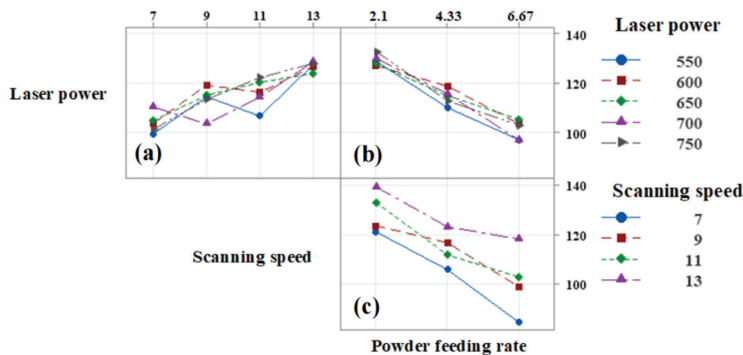 7 9 11 13 2.1 4.33 6.67
Laser power
140
120
100
(a)
(b)
Laser power
550
600
650
700
750
Scanning speed
140
120
100
(c)
Scanning speed
7
9
11
13
Powder feeding rate